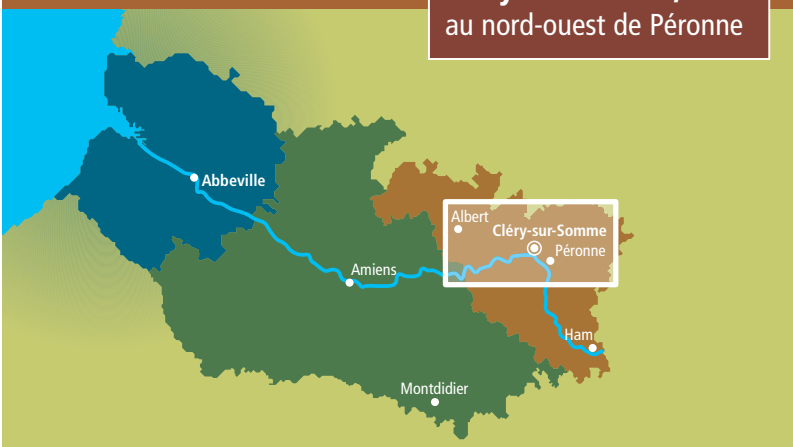 au nord-ouest de Péronne
Abbeville
Albert
Cléry-sur-Somme
Péronne
Amiens
Ham
Montdidier